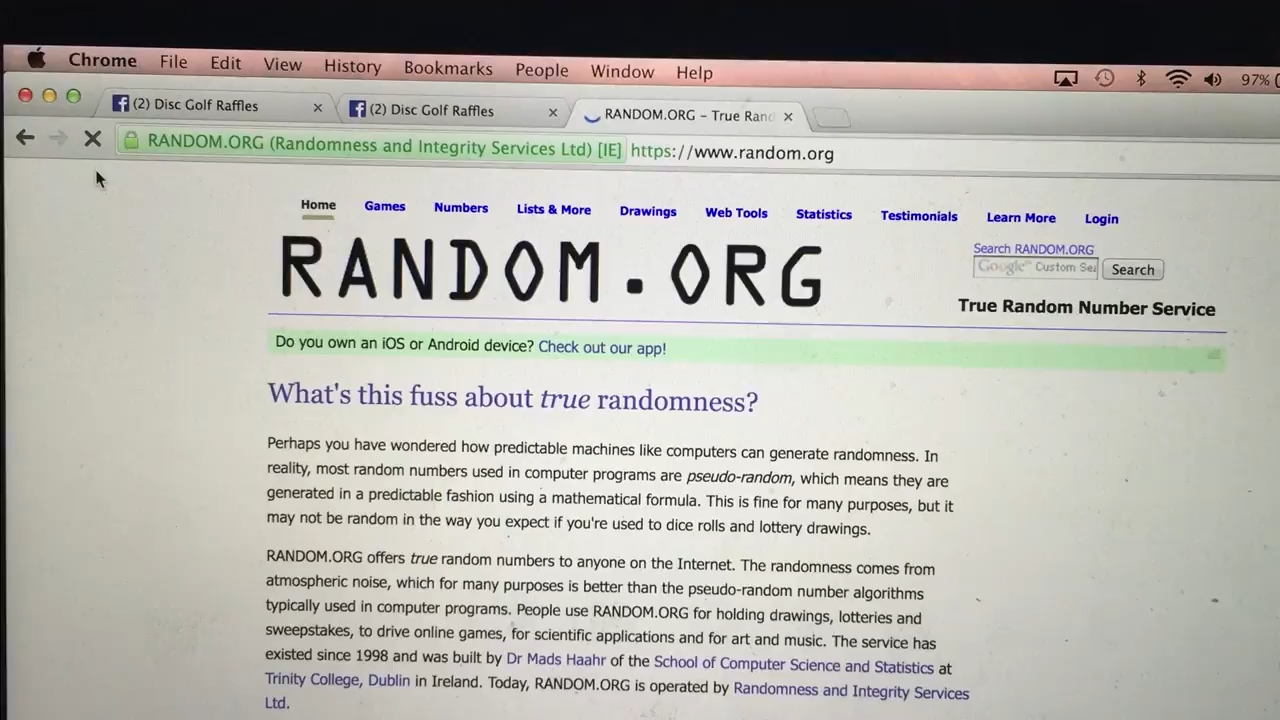 Chrome File Edit View History Bookmarks People Window Help 97%
(2) Disc Golf Raffles (2) Disc Golf Raffles RANDOM.ORG - True Rand
RANDOM.ORG (Randomness and Integrity Services Ltd) [IE] https://www.random.org
Home Games Numbers Lists & More Drawings Web Tools Statistics Testimonials Learn More Login
RANDOM.ORG
Search RANDOM.ORG
Google™ Custom Sea Search
True Random Number Service
Do you own an iOS or Android device? Check out our app!
What's this fuss about true randomness?
Perhaps you have wondered how predictable machines like computers can generate randomness. In
reality, most random numbers used in computer programs are pseudo-random, which means they are
generated in a predictable fashion using a mathematical formula. This is fine for many purposes, but it
may not be random in the way you expect if you're used to dice rolls and lottery drawings.
RANDOM.ORG offers true random numbers to anyone on the Internet. The randomness comes from
atmospheric noise, which for many purposes is better than the pseudo-random number algorithms
typically used in computer programs. People use RANDOM.ORG for holding drawings, lotteries and
sweepstakes, to drive online games, for scientific applications and for art and music. The service has
existed since 1998 and was built by Dr Mads Haahr of the School of Computer Science and Statistics at
Trinity College, Dublin in Ireland. Today, RANDOM.ORG is operated by Randomness and Integrity Services
Ltd.